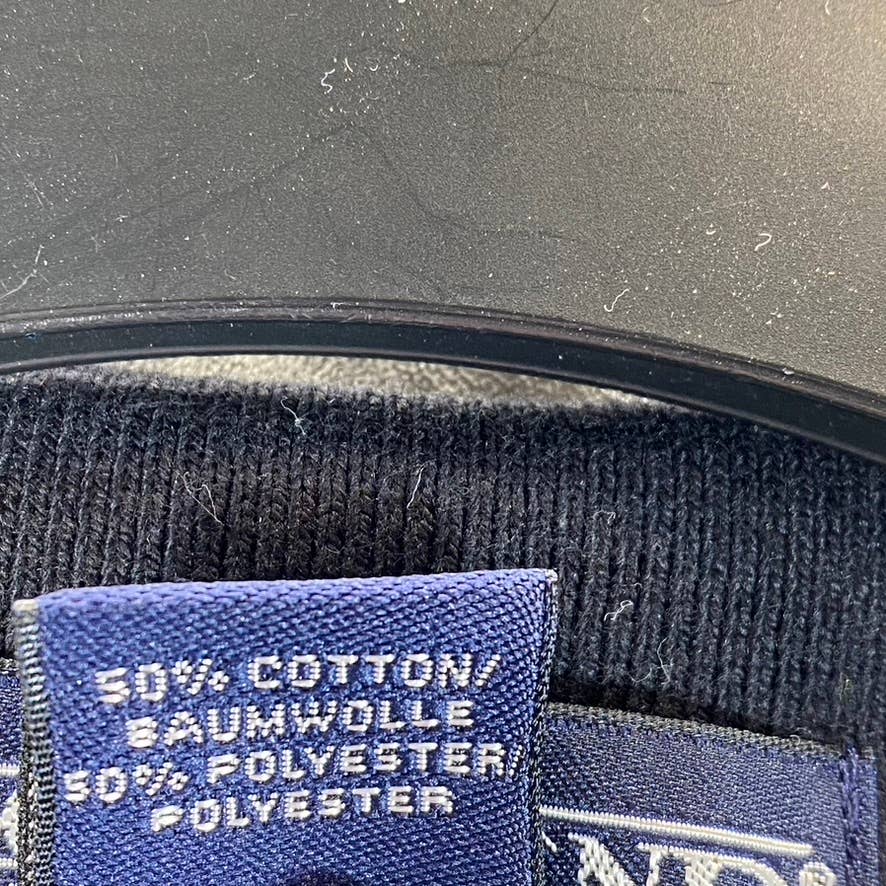 50% COTTON/
BAUMWOLLE
50% POLYESTER/
POLYESTER